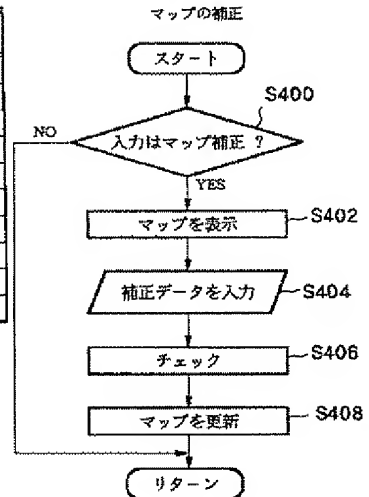 マップの補正
スタート
S400
入力はマップ補正 ?
NO
YES
マップを表示
S402
補正データを入力
S404
チェック
S406
マップを更新
S408
リターン